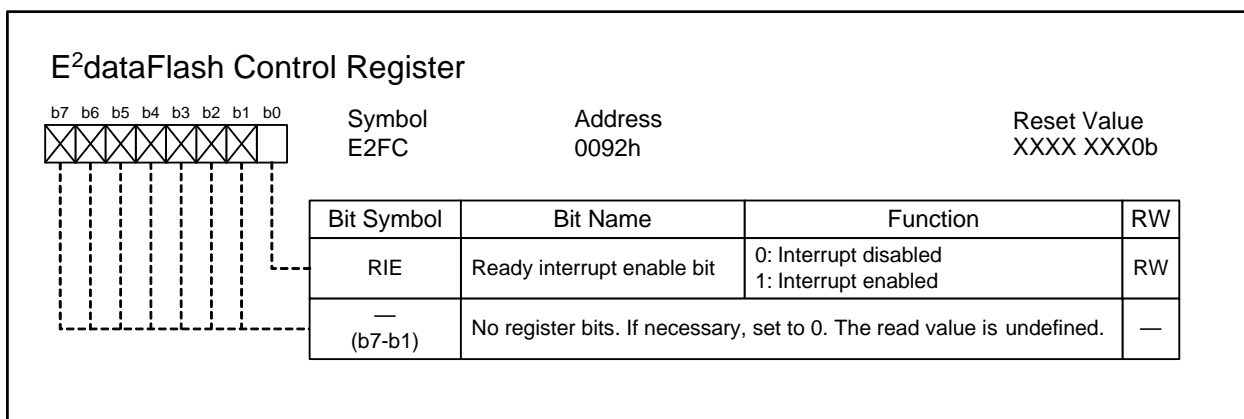 E²dataFlash Control Register
b7 b6 b5 b4 b3 b2 b1 b0
Symbol Address Reset Value
E2FC 0092h XXXX XXX0b
Bit Symbol Bit Name Function RW
RIE Ready interrupt enable bit 0: Interrupt disabled RW
1: Interrupt enabled
—
(b7-b1) No register bits. If necessary, set to 0. The read value is undefined. —